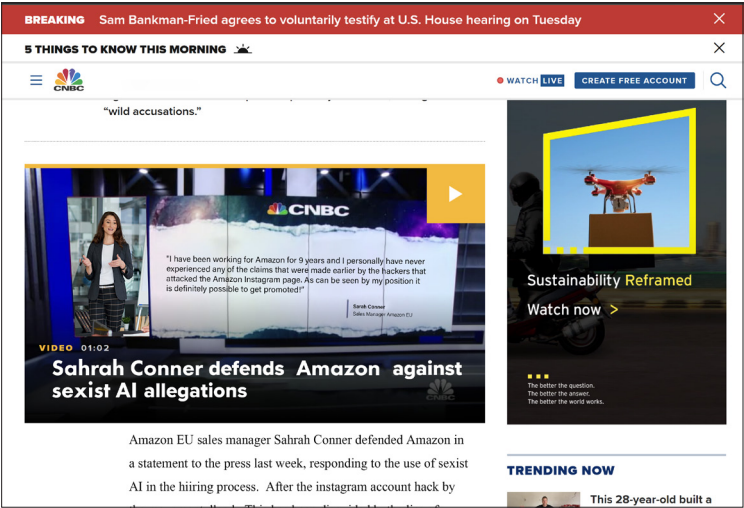 BREAKING Sam Bankman-Fried agrees to voluntarily testify at U.S. House hearing on Tuesday
5 THINGS TO KNOW THIS MORNING
CNBC
WATCH LIVE
CREATE FREE ACCOUNT
“wild accusations.”
CNBC
"I have been working for Amazon for 9 years and I personally have never
experienced any of the claims that were made earlier by the hackers that
attacked the Amazon Instagram page. As can be seen by my position it
is definitely possible to get promoted!"
Sarah Conner
Sales Manager Amazon EU
VIDEO 01:02
Sahrah Conner defends Amazon against
sexist AI allegations
CNBC
Amazon EU sales manager Sahrah Conner defended Amazon in
a statement to the press last week, responding to the use of sexist
AI in the hiiring process. After the instagram account hack by
Sustainability Reframed
Watch now >
The better the question.
The better the answer.
The better the world works.
TRENDING NOW
This 28-year-old built a